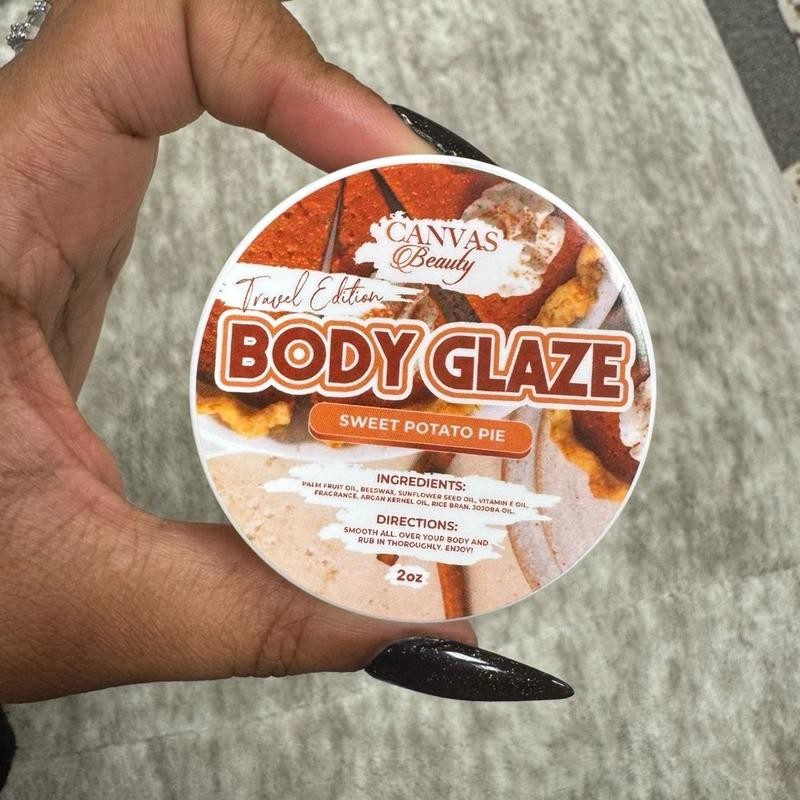 CANVAS
Beauty
Travel Edition
BODY GLAZE
SWEET POTATO PIE
INGREDIENTS:
PALM FRUIT OIL, BEESWAX, SUNFLOWER SEED OIL, VITAMIN E OIL,
FRAGRANCE, ARGAN KERNEL OIL, RICE BRAN, JOJOBA OIL.
DIRECTIONS:
SMOOTH ALL OVER YOUR BODY AND
RUB IN THOROUGHLY. ENJOY!
2oz